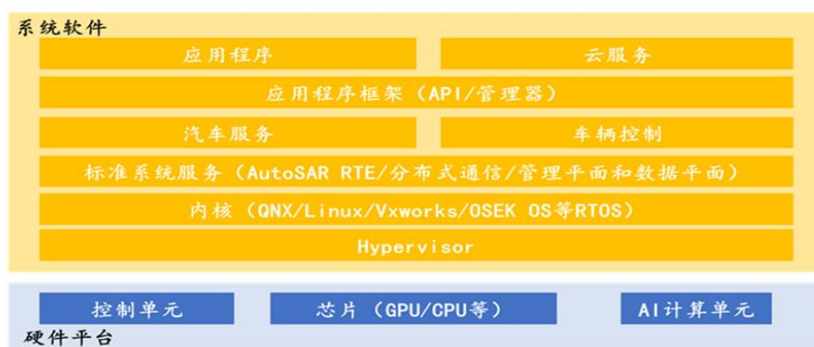 系统软件
应用程序 云服务
应用程序框架（API/管理器）
汽车服务 车辆控制
标准系统服务（AutoSAR RTE/分布式通信/管理平面和数据平面）
内核（QNX/Linux/Vxworks/OSEK OS等RTOS）
Hypervisor
控制单元 芯片（GPU/CPU等） AI计算单元
硬件平台